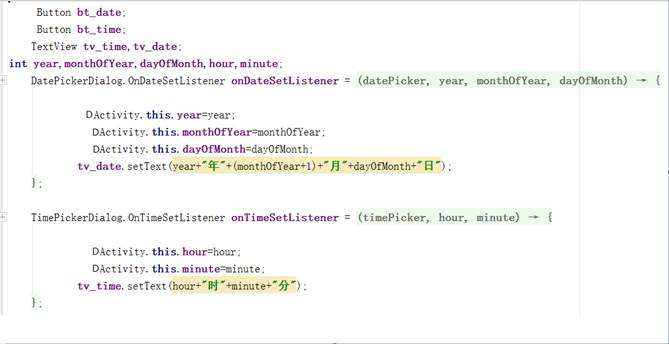 Button bt_date;
Button bt_time;
TextView tv_time,tv_date;
int year,monthOfYear,dayOfMonth,hour,minute;
DatePickerDialog.OnDateSetListener onDateSetListener = (datePicker, year, monthOfYear, dayOfMonth) → {
DActivity.this.year=year;
DActivity.this.monthOfYear=monthOfYear;
DActivity.this.dayOfMonth=dayOfMonth;
tv_date.setText(year+"年"+(monthOfYear+1)+"月"+dayOfMonth+"日");
};
TimePickerDialog.OnTimeSetListener onTimeSetListener = (timePicker, hour, minute) → {
DActivity.this.hour=hour;
DActivity.this.minute=minute;
tv_time.setText(hour+"时"+minute+"分");
};